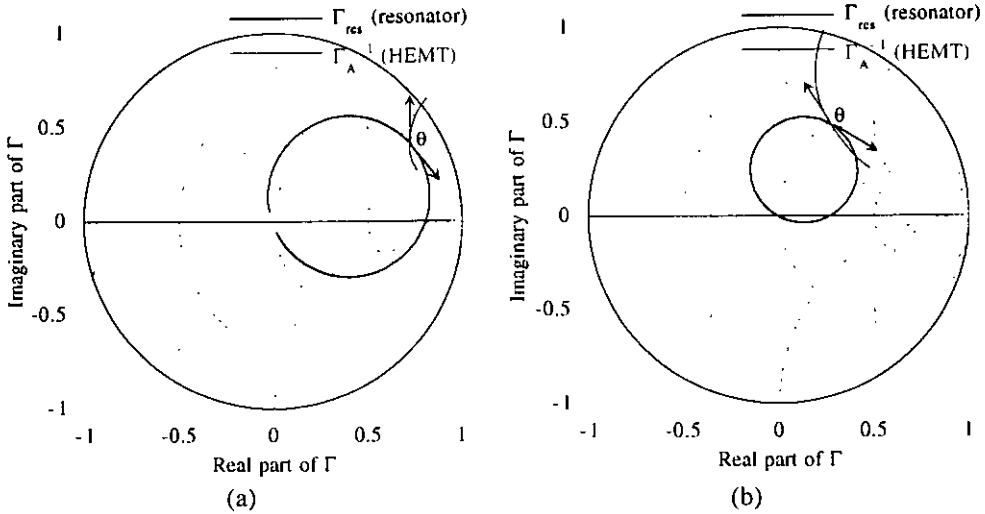 Γres (resonator)
ΓA-1 (HEMT)
1
0.5
0
-0.5
-1
Imaginary part of Γ
θ
-1 -0.5 0 0.5 1
Real part of Γ
(a)
Γres (resonator)
ΓA-1 (HEMT)
1
0.5
0
-0.5
-1
Imaginary part of Γ
θ
-1 -0.5 0 0.5 1
Real part of Γ
(b)